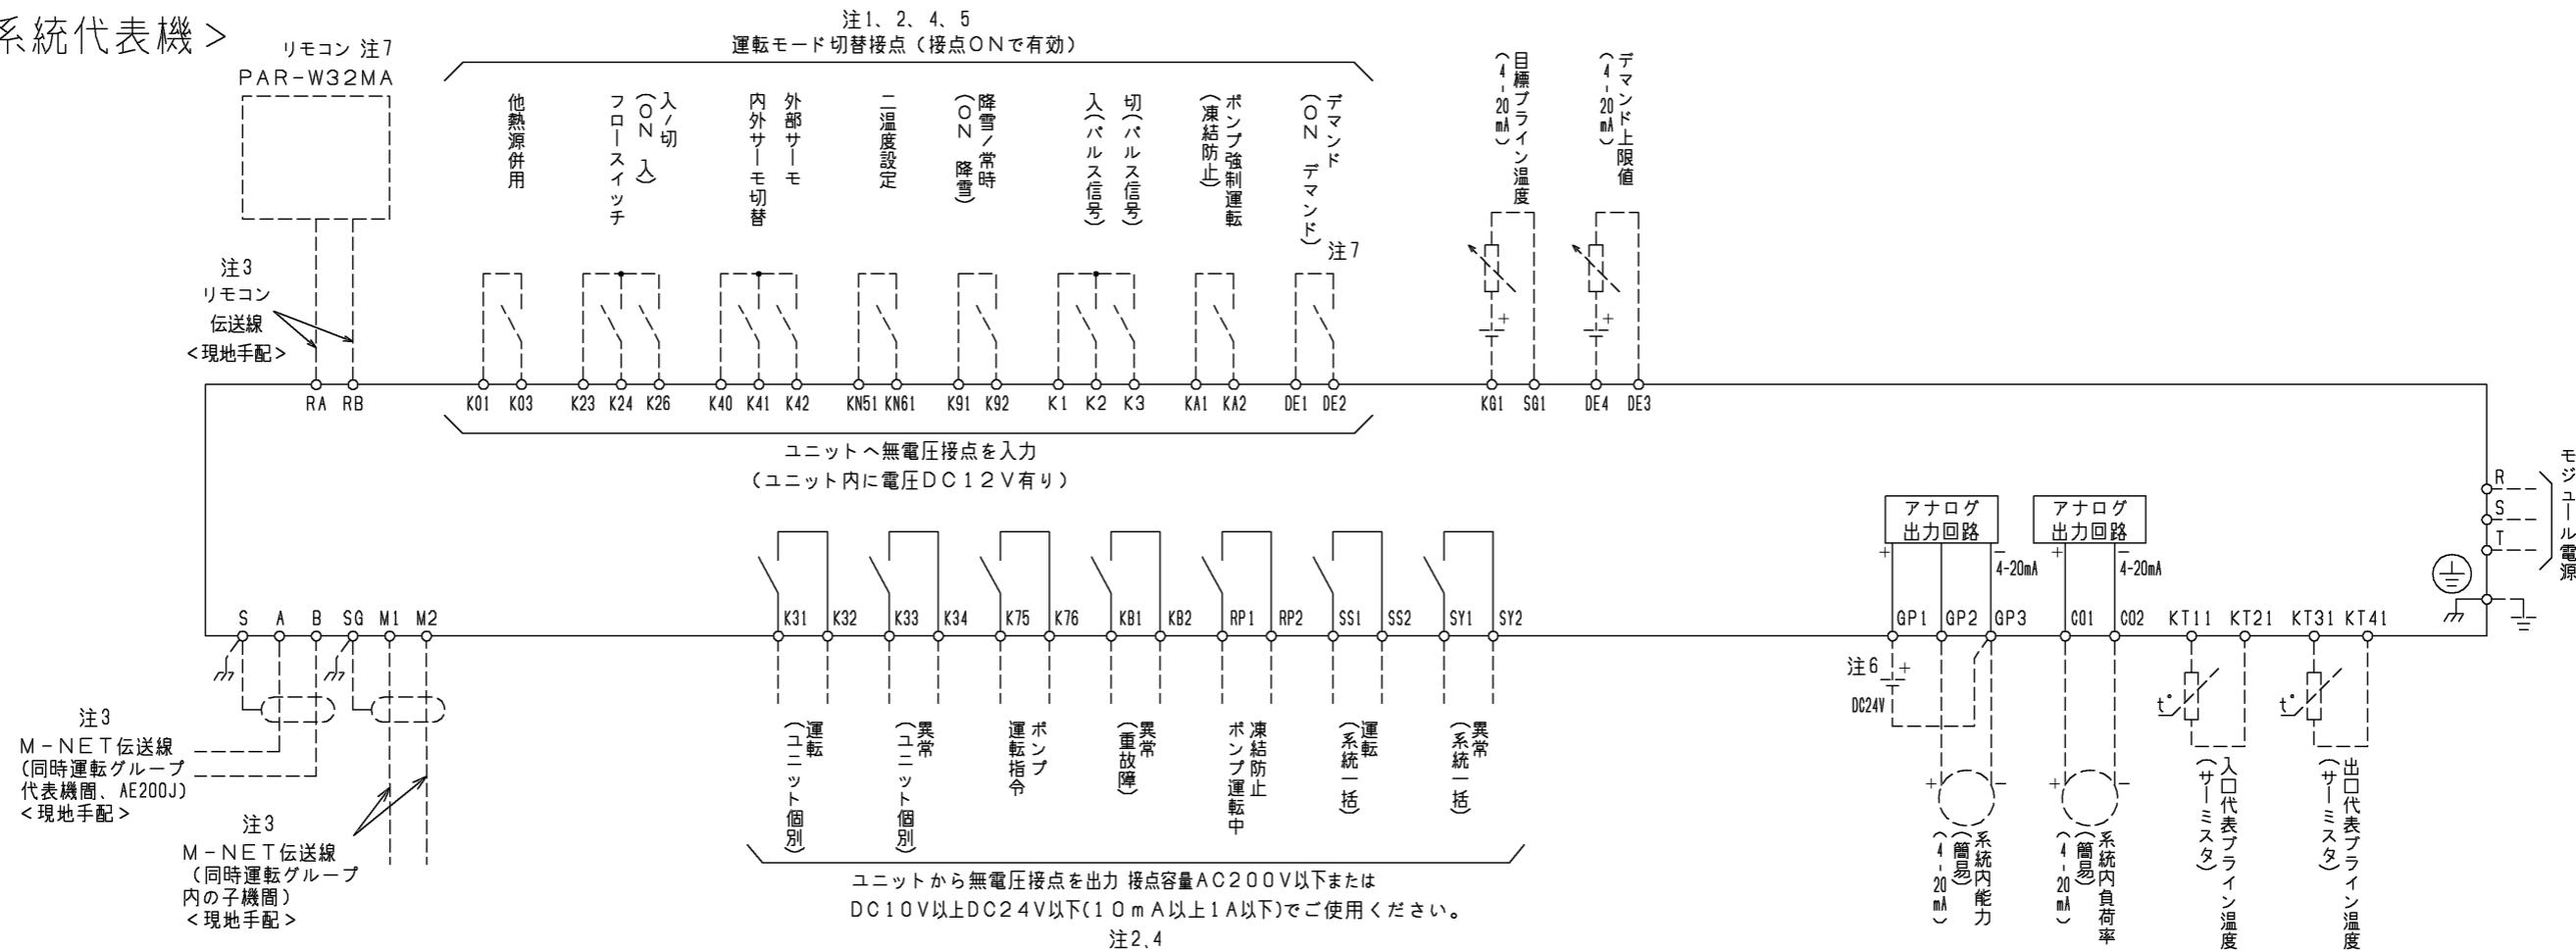 系統代表機>
リモコン 注7
PAR-W32MA
注1、2、4、5
運転モード切替接点(接点ONで有効)
他熱源併用
入/切
(ON 入)
フロースイッチ
外部サーモ
内外サーモ切替
二温度設定
降雪/常時
(ON 降雪)
切(パルス信号)
入(パルス信号)
ポンプ強制運転
(凍結防止)
デマンド
(ON デマンド)
注7
目標ブライン温度
(4-20mA)
デマンド上限値
(4-20mA)
注3
リモコン
伝送線
<現地手配>
+
+
RA RB
K01 K03
K23 K24 K26
K40 K41 K42
KN51 KN61
K91 K92
K1 K2 K3
KA1 KA2
DE1 DE2
KG1 SG1
DE4 DE3
ユニットへ無電圧接点を入力
(ユニット内に電圧DC12V有り)
R
S
T
モジュール電源
アナログ
出力回路
+
-
4-20mA
アナログ
出力回路
+
-
4-20mA
S A B SG M1 M2
K31 K32
K33 K34
K75 K76
KB1 KB2
RP1 RP2
SS1 SS2
SY1 SY2
GP1 GP2 GP3
CO1 CO2
KT11 KT21
KT31 KT41
注6
+
DC24V
t°
t°
注3
M-NET伝送線
(同時運転グループ
代表機間、AE200J)
<現地手配>
注3
M-NET伝送線
(同時運転グループ
内の子機間)
<現地手配>
運転
(ユニット個別)
異常
(ユニット個別)
ポンプ
運転指令
異常
(重故障)
凍結防止
ポンプ運転中
運転
(系統一括)
異常
(系統一括)
+
-
系統内能力
(簡易)
(4-20mA)
+
-
系統内負荷率
(簡易)
(4-20mA)
入口代表ブライン温度
(サーミスタ)
出口代表ブライン温度
(サーミスタ)
ユニットから無電圧接点を出力 接点容量AC200V以下または
DC10V以上DC24V以下(10mA以上1A以下)でご使用ください。
注2,4